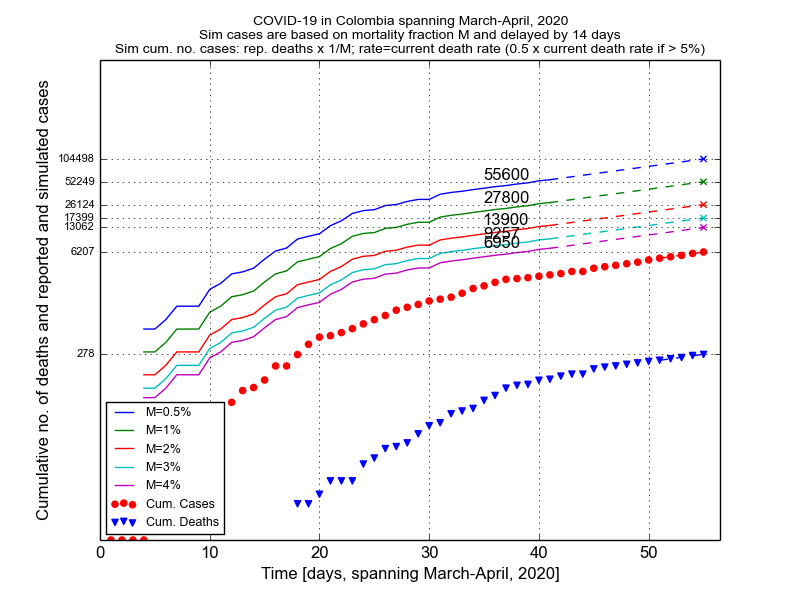 COVID-19 in Colombia spanning March-April, 2020
Sim cases are based on mortality fraction M and delayed by 14 days
Sim cum. no. cases: rep. deaths x 1/M; rate=current death rate (0.5 x current death rate if > 5%)
Cumulative no. of deaths and reported and simulated cases
104498
52249
26124
17399
13062
6207
278
55600
27800
13900
9257
6950
M=0.5%
M=1%
M=2%
M=3%
M=4%
Cum. Cases
Cum. Deaths
0 10 20 30 40 50
Time [days, spanning March-April, 2020]